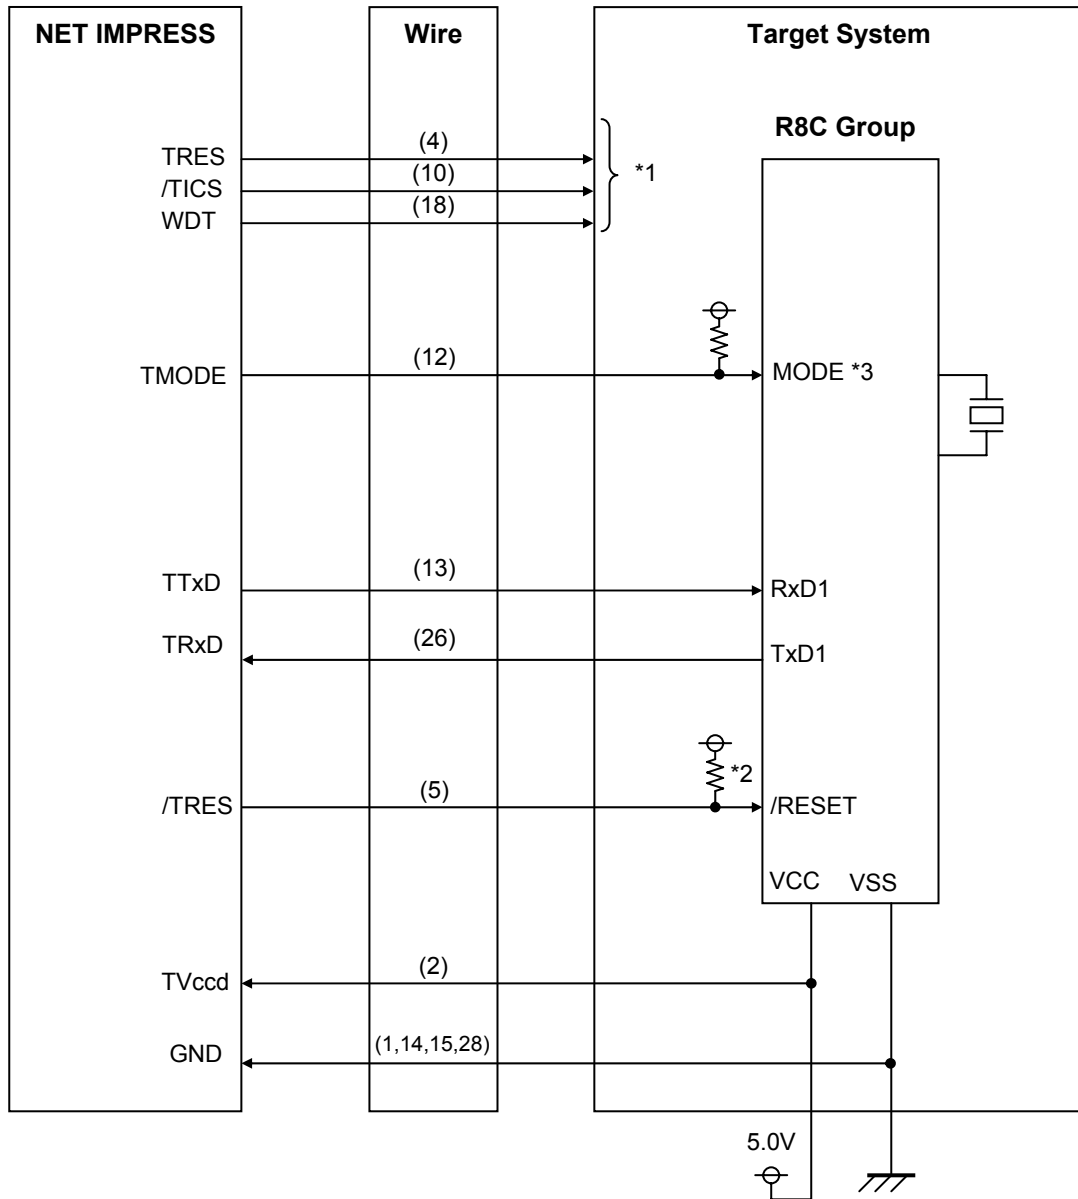 NET IMPRESS
Wire
Target System
R8C Group
TRES
(4)
*1
/TICS
(10)
WDT
(18)
TMODE
(12)
MODE *3
TTxD
(13)
RxD1
TRxD
(26)
TxD1
*2
/TRES
(5)
/RESET
VCC
VSS
TVccd
(2)
GND
(1,14,15,28)
5.0V